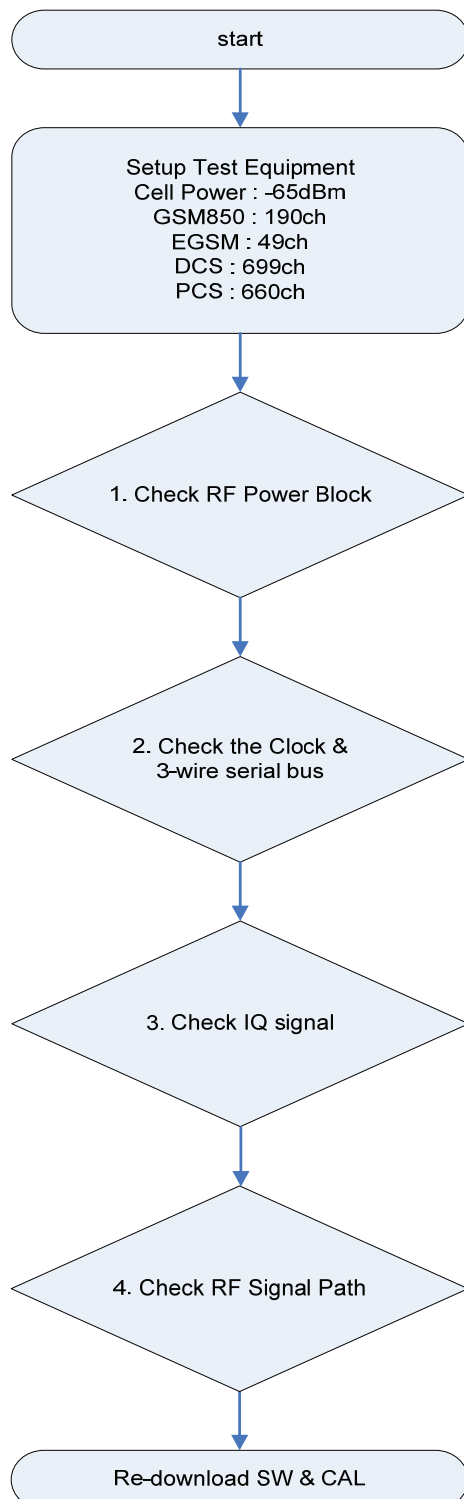 start
Setup Test Equipment
Cell Power : -65dBm
GSM850 : 190ch
EGSM : 49ch
DCS : 699ch
PCS : 660ch
1. Check RF Power Block
2. Check the Clock &
3-wire serial bus
3. Check IQ signal
4. Check RF Signal Path
Re-download SW & CAL